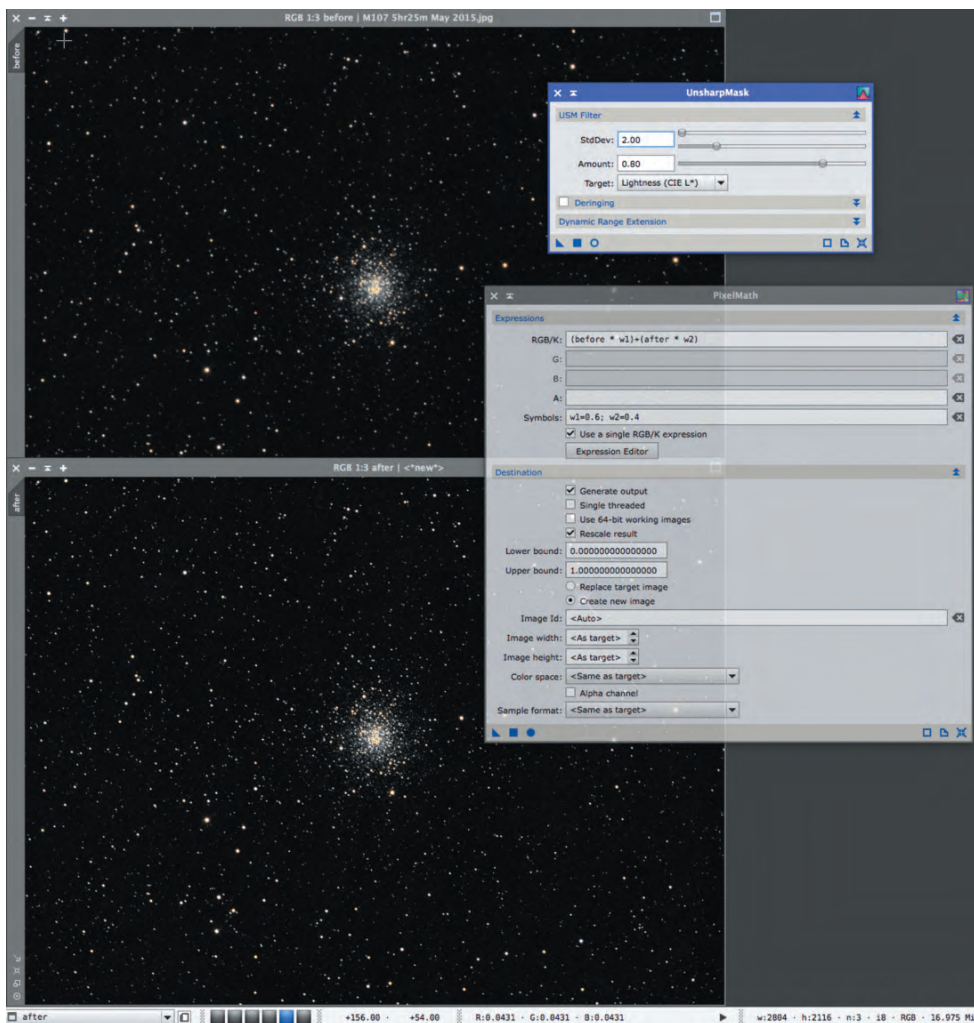 RGB 1:3 before | M107 5hr25m May 2015.jpg
before
UnsharpMask
USM Filter
StdDev: 2.00
Amount: 0.80
Target: Lightness (CIE L*)
Deringing
Dynamic Range Extension
PixelMath
Expressions
RGB/K: (before * w1)+(after * w2)
G:
B:
A:
Symbols: w1=0.6; w2=0.4
Use a single RGB/K expression
Expression Editor
RGB 1:3 after | <*new*>
after
Destination
Generate output
Single threaded
Use 64-bit working images
Rescale result
Lower bound: 0.000000000000000
Upper bound: 1.000000000000000
Replace target image
Create new image
Image Id: <Auto>
Image width: <As target>
Image height: <As target>
Color space: <Same as target>
Alpha channel
Sample format: <Same as target>
after +156.00 · +54.00 R:0.0431 · G:0.0431 · B:0.0431 w:2804 · h:2116 · n:3 · i8 · RGB · 16.975 M